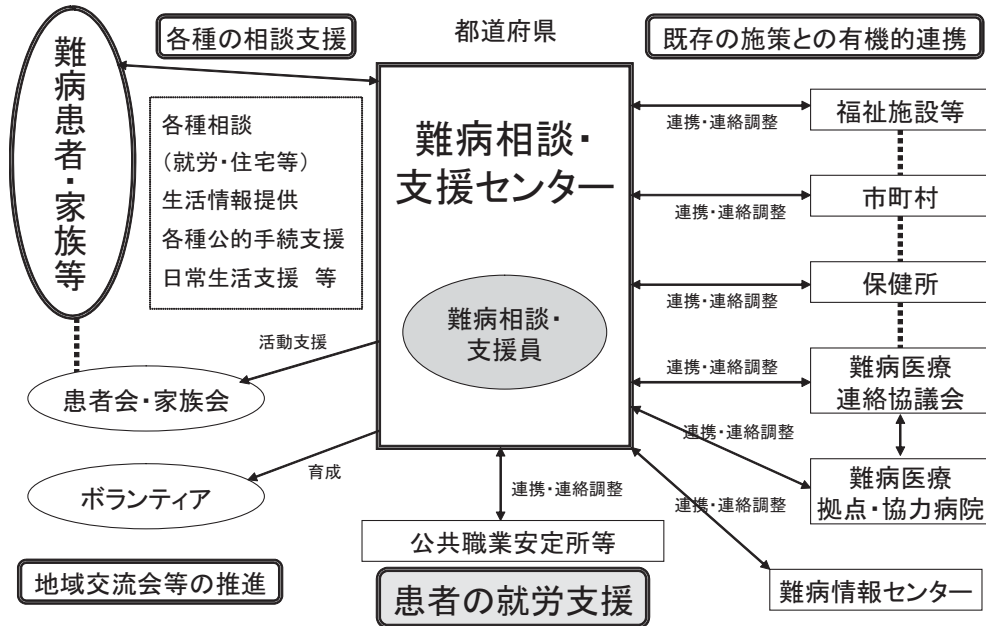 各種の相談支援
都道府県
既存の施策との有機的連携
難病患者・家族等
各種相談
(就労・住宅等)
生活情報提供
各種公的手続支援
日常生活支援 等
難病相談・
支援センター
難病相談・
支援員
連携・連絡調整
福祉施設等
連携・連絡調整
市町村
連携・連絡調整
保健所
連携・連絡調整
難病医療
連絡協議会
連携・連絡調整
難病医療
拠点・協力病院
連携・連絡調整
難病情報センター
活動支援
患者会・家族会
育成
ボランティア
連携・連絡調整
公共職業安定所等
地域交流会等の推進
患者の就労支援